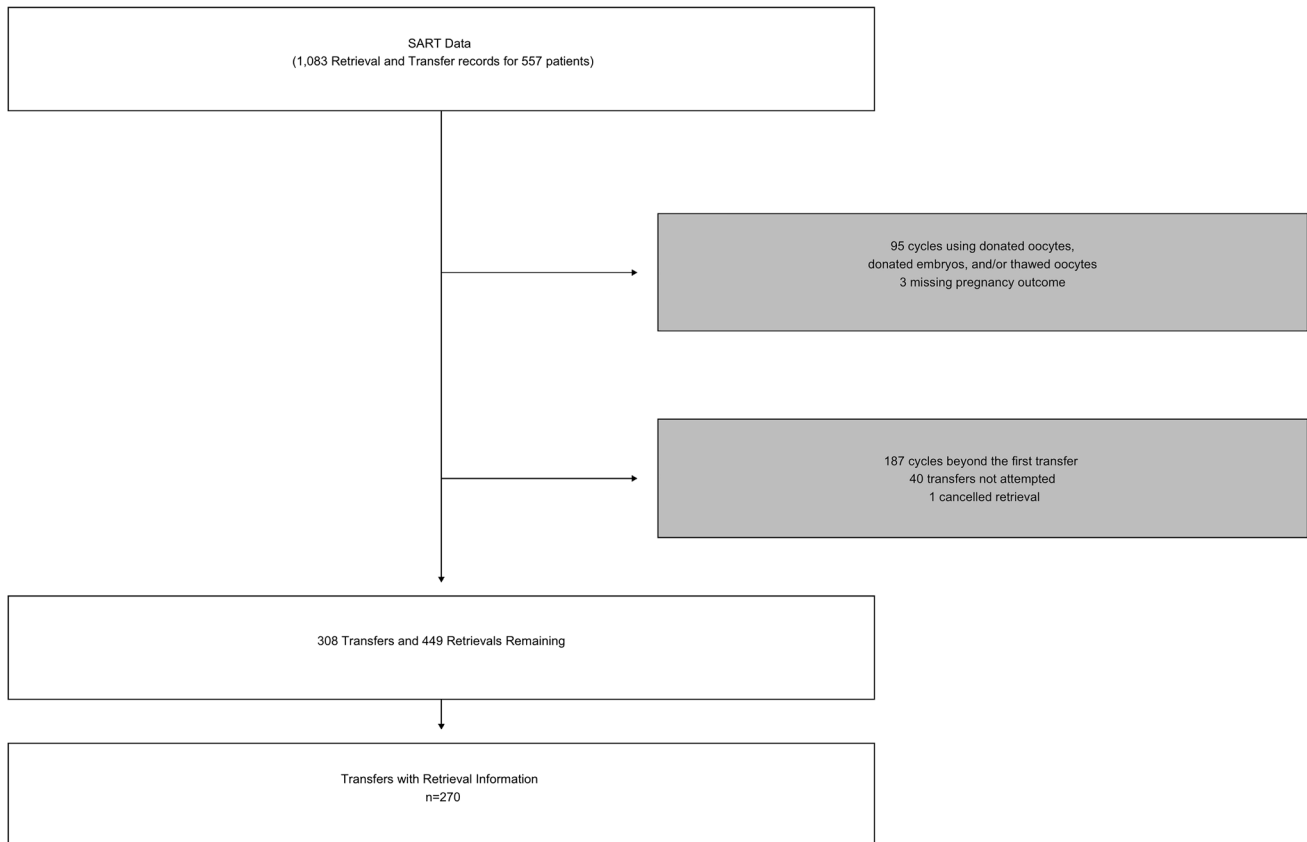 SART Data
(1,083 Retrieval and Transfer records for 557 patients)
95 cycles using donated oocytes,
donated embryos, and/or thawed oocytes
3 missing pregnancy outcome
187 cycles beyond the first transfer
40 transfers not attempted
1 cancelled retrieval
308 Transfers and 449 Retrievals Remaining
Transfers with Retrieval Information
n=270